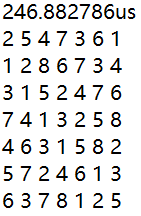 246.882786us
2 5 4 7 3 6 1
1 2 8 6 7 3 4
3 1 5 2 4 7 6
7 4 1 3 2 5 8
4 6 3 1 5 8 2
5 7 2 4 6 1 3
6 3 7 8 1 2 5